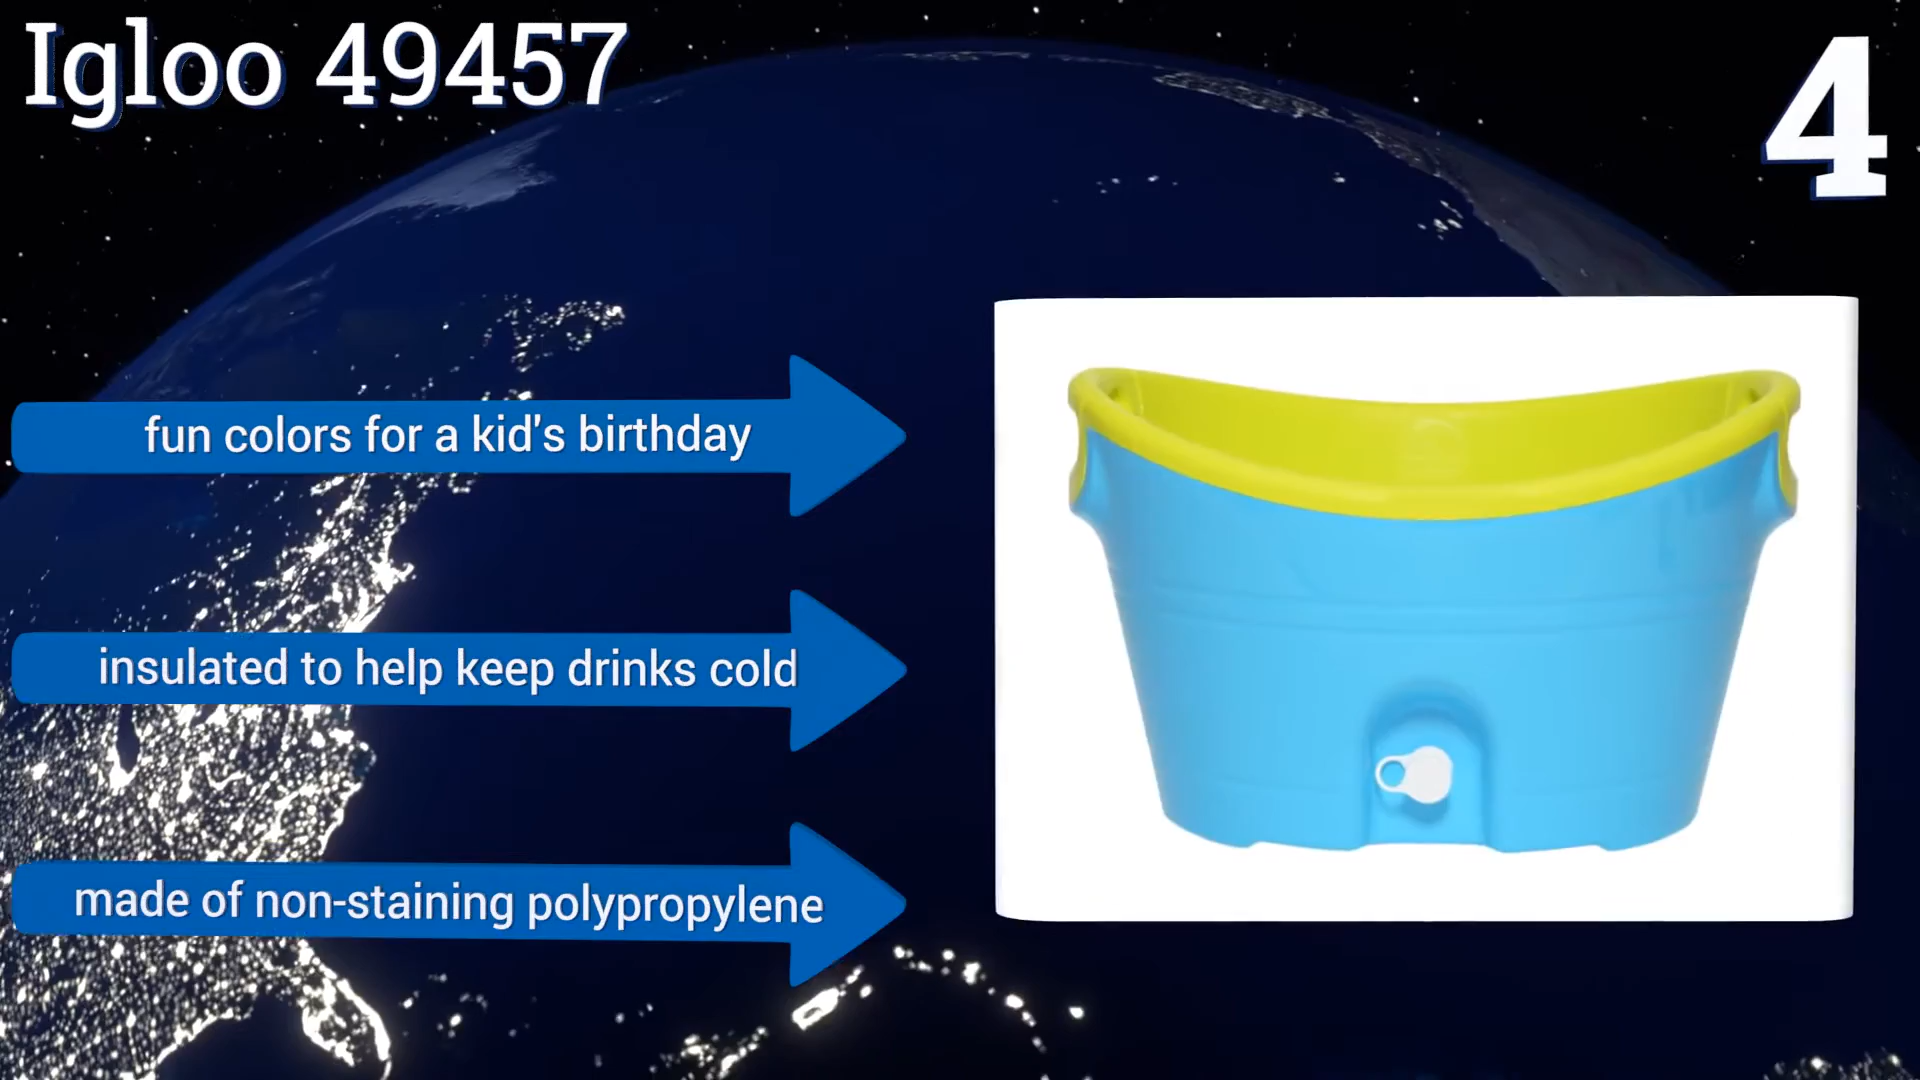 Igloo 49457
4
fun colors for a kid's birthday
insulated to help keep drinks cold
made of non-staining polypropylene